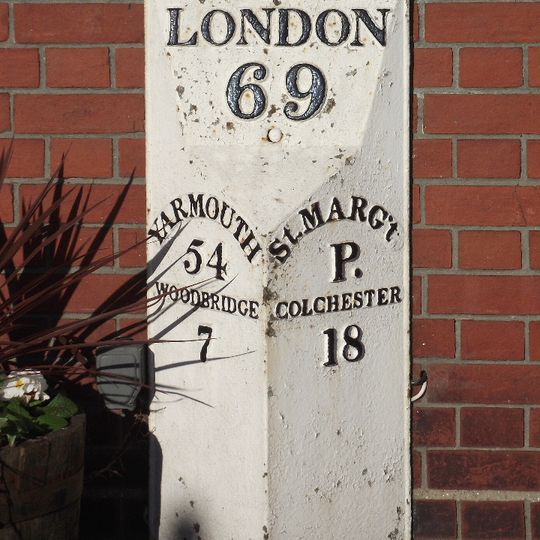 LONDON
69
YARMOUTH
54
WOODBRIDGE
7
St. MARG't
P.
COLCHESTER
18